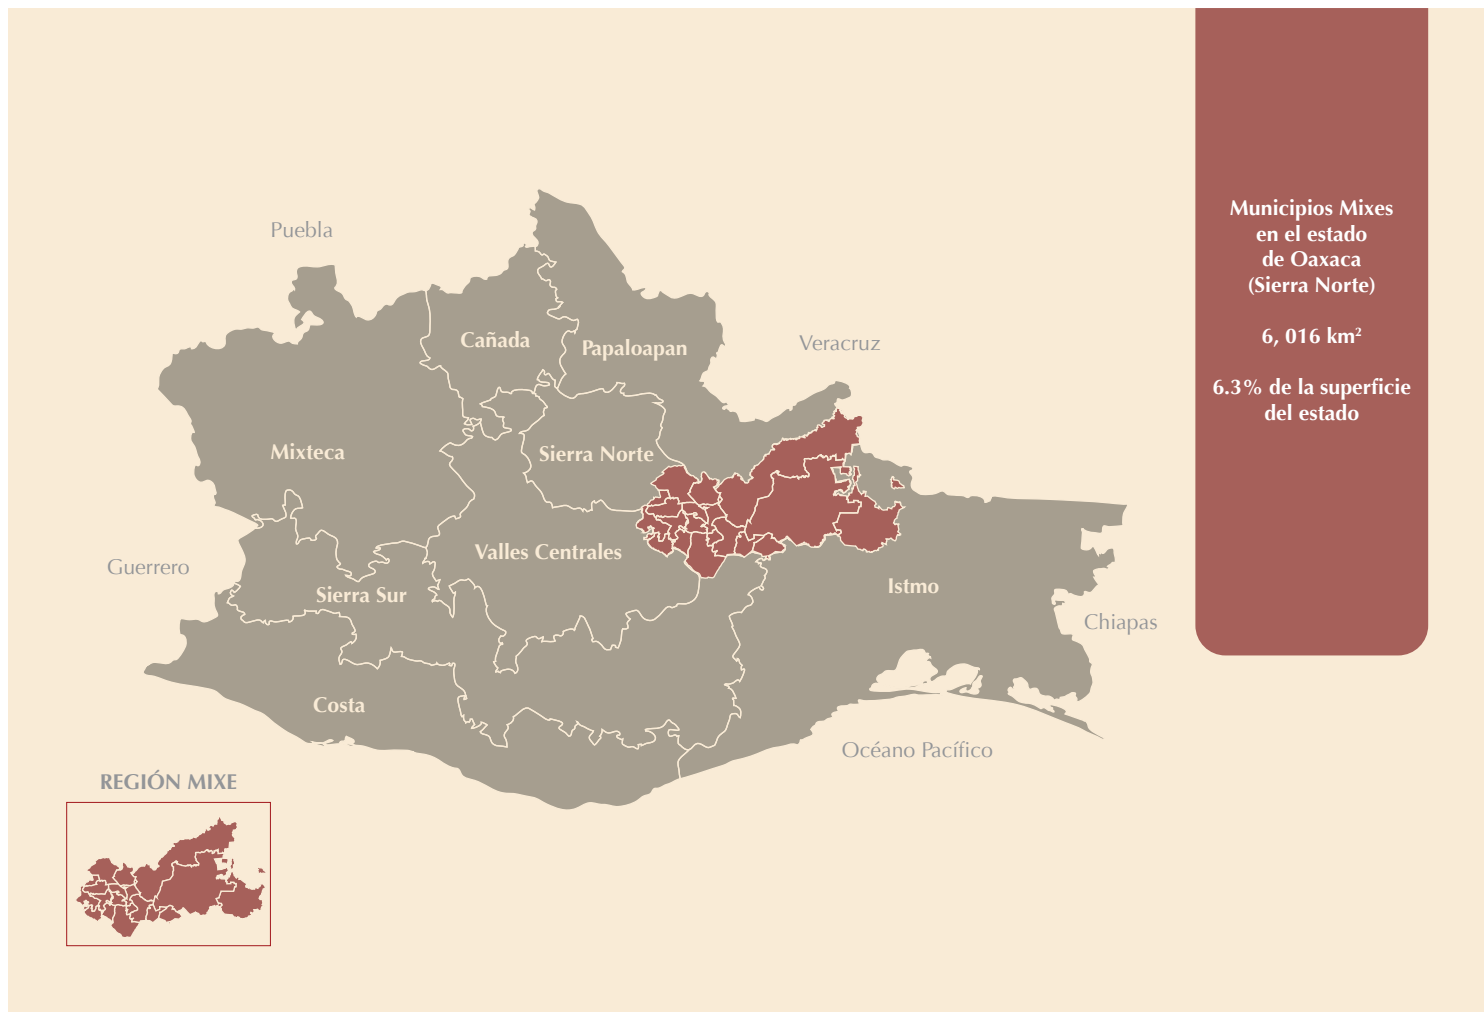 Municipios Mixes
en el estado
de Oaxaca
(Sierra Norte)
6, 016 km²
6.3% de la superficie
del estado
Puebla
Cañada
Papaloapan
Veracruz
Mixteca
Sierra Norte
Valles Centrales
Guerrero
Sierra Sur
Istmo
Chiapas
Costa
Océano Pacífico
REGIÓN MIXE